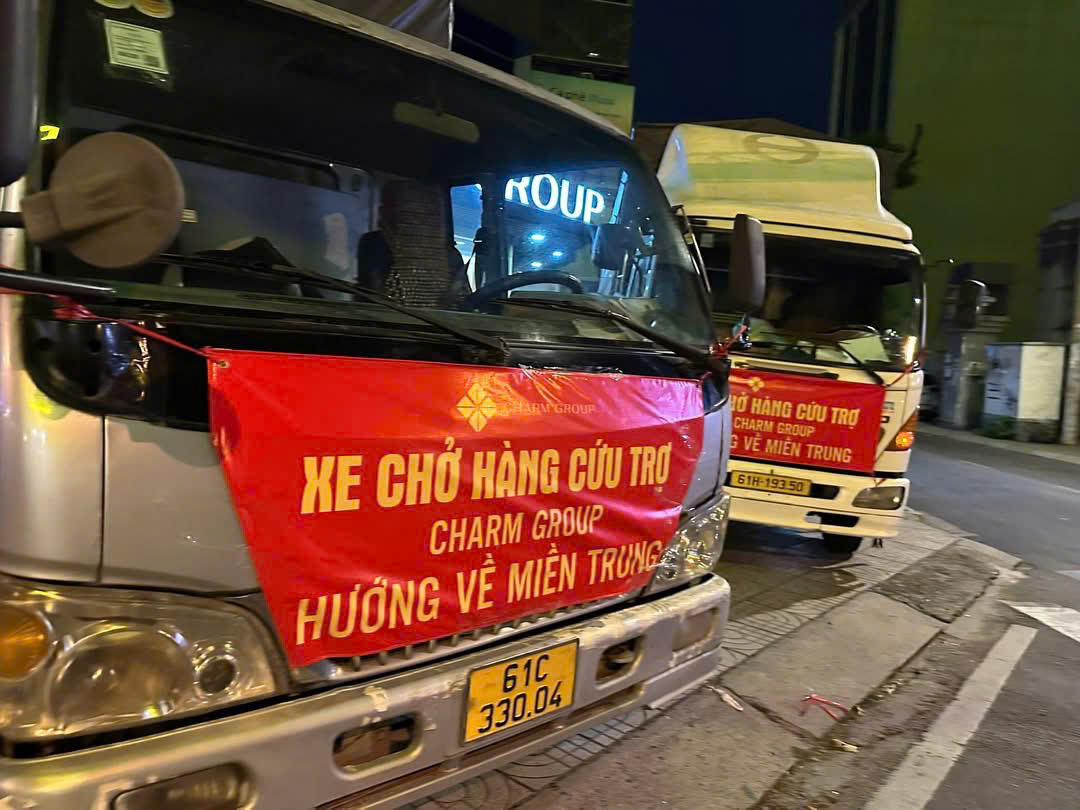 ROUP
CHARM GROUP
XE CHỞ HÀNG CỨU TRỢ
CHARM GROUP
HƯỚNG VỀ MIỀN TRUNG
61C
330.04
HỞ HÀNG CỨU TRỢ
CHARM GROUP
G VỀ MIỀN TRUNG
61H-193.50